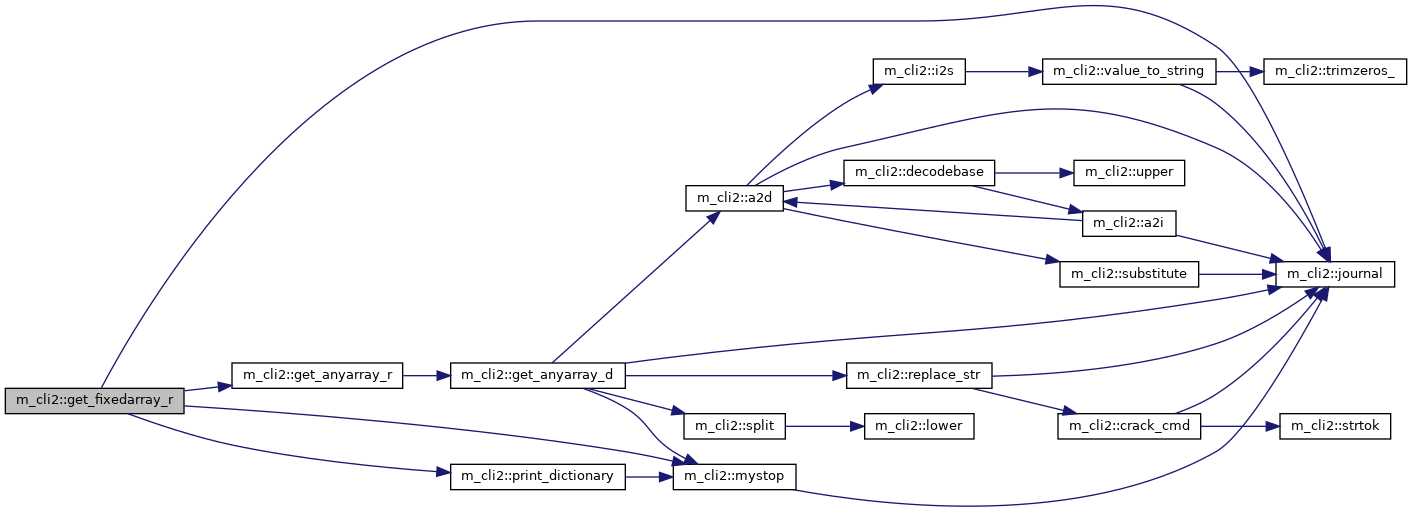 m_cli2::get_fixedarray_r
m_cli2::get_anyarray_r
m_cli2::get_anyarray_d
m_cli2::print_dictionary
m_cli2::a2d
m_cli2::split
m_cli2::mystop
m_cli2::i2s
m_cli2::decodebase
m_cli2::replace_str
m_cli2::lower
m_cli2::value_to_string
m_cli2::upper
m_cli2::a2i
m_cli2::substitute
m_cli2::crack_cmd
m_cli2::trimzeros_
m_cli2::journal
m_cli2::strtok